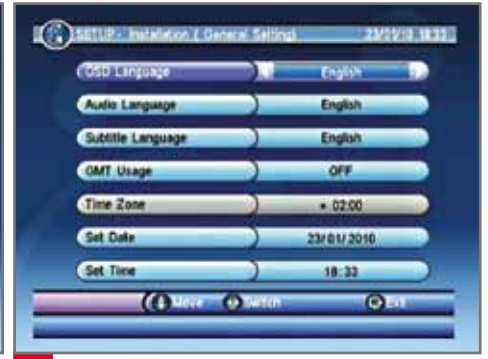 SETUP - Installation ( General Setting) 23/01/10 18:33
OSD Language English
Audio Language English
Subtitle Language English
GMT Usage OFF
Time Zone + 02:00
Set Date 23/01/2010
Set Time 18:33
Move Switch Exit